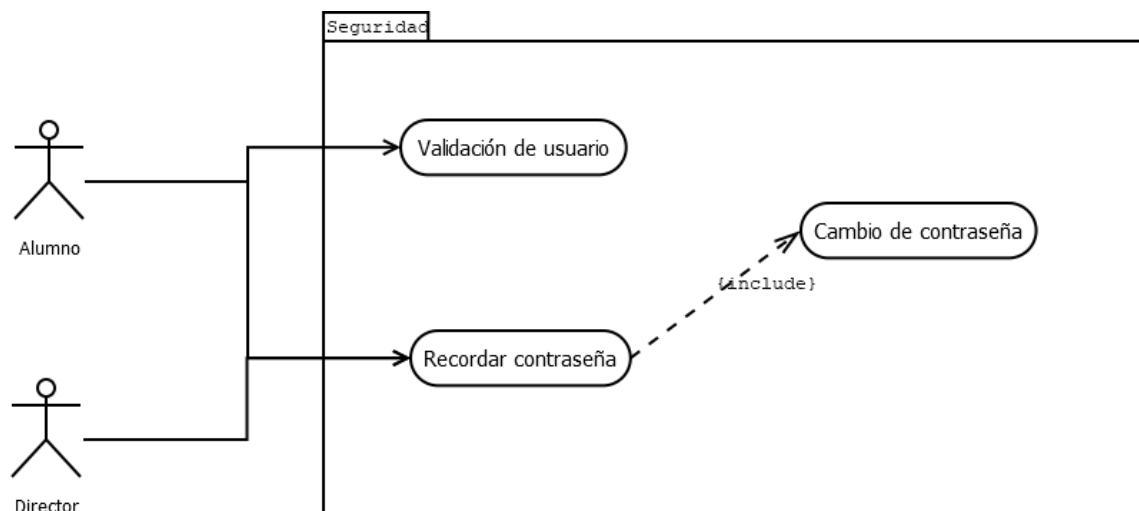 Seguridad
Validación de usuario
Alumno
Cambio de contraseña
{include}
Recordar contraseña
Director